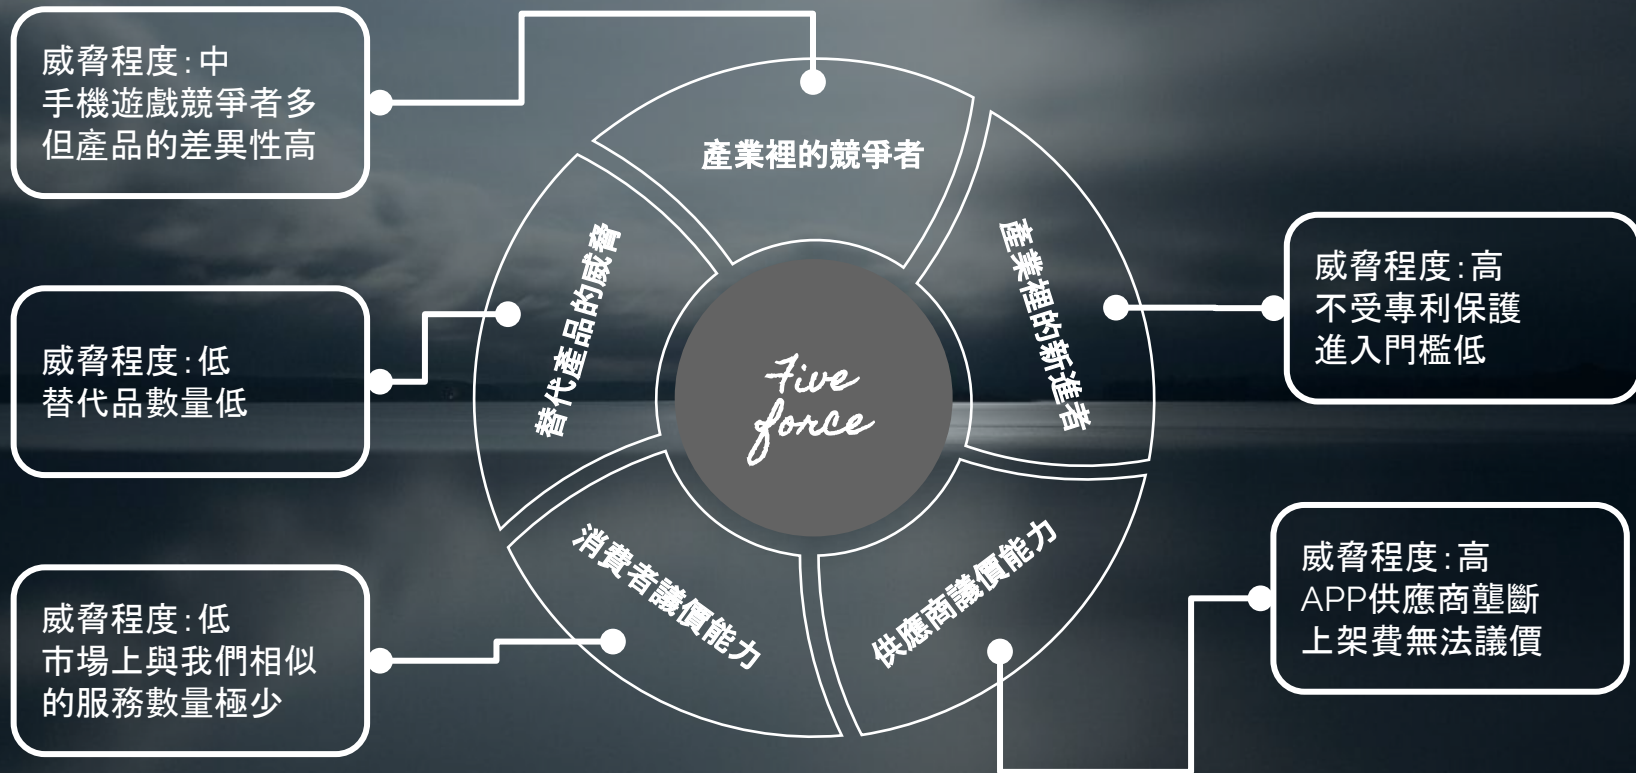 威脅程度:中
手機遊戲競爭者多
但產品的差異性高
產業裡的競爭者
產業裡的新進者
威脅程度:高
不受專利保護
進入門檻低
替代產品的威脅
威脅程度:低
替代品數量低
Five
force
消費者議價能力
威脅程度:低
市場上與我們相似
的服務數量極少
供應商議價能力
威脅程度:高
APP供應商壟斷
上架費無法議價